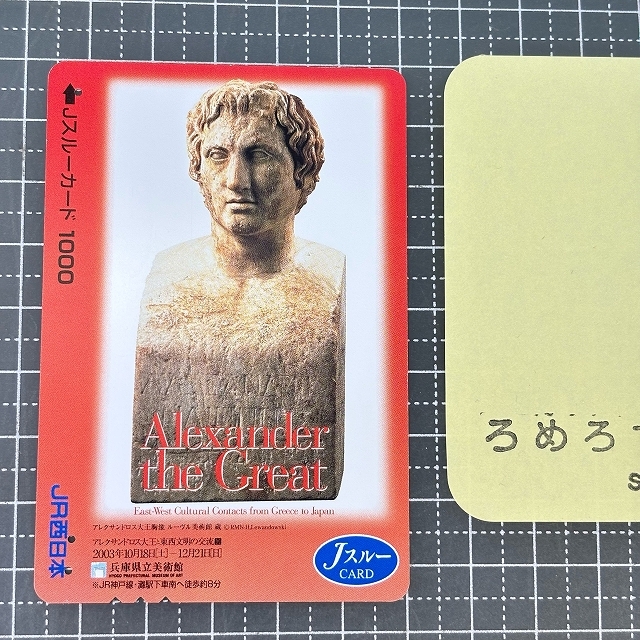 Jスルーカード 1000
Alexander
the Great
East-West Cultural Contacts from Greece to Japan
アレクサンドロス大王胸像 ルーヴル美術館 蔵 ©RMN-H.Lewandowski
アレクサンドロス大王と東西文明の交流展
2003年10月18日[土]—12月21日[日]
兵庫県立美術館
HYOGO PREFECTURAL MUSEUM OF ART
※JR神戸線・灘駅下車南へ徒歩約8分
JR西日本
Jスルー
CARD
ろめろ
S